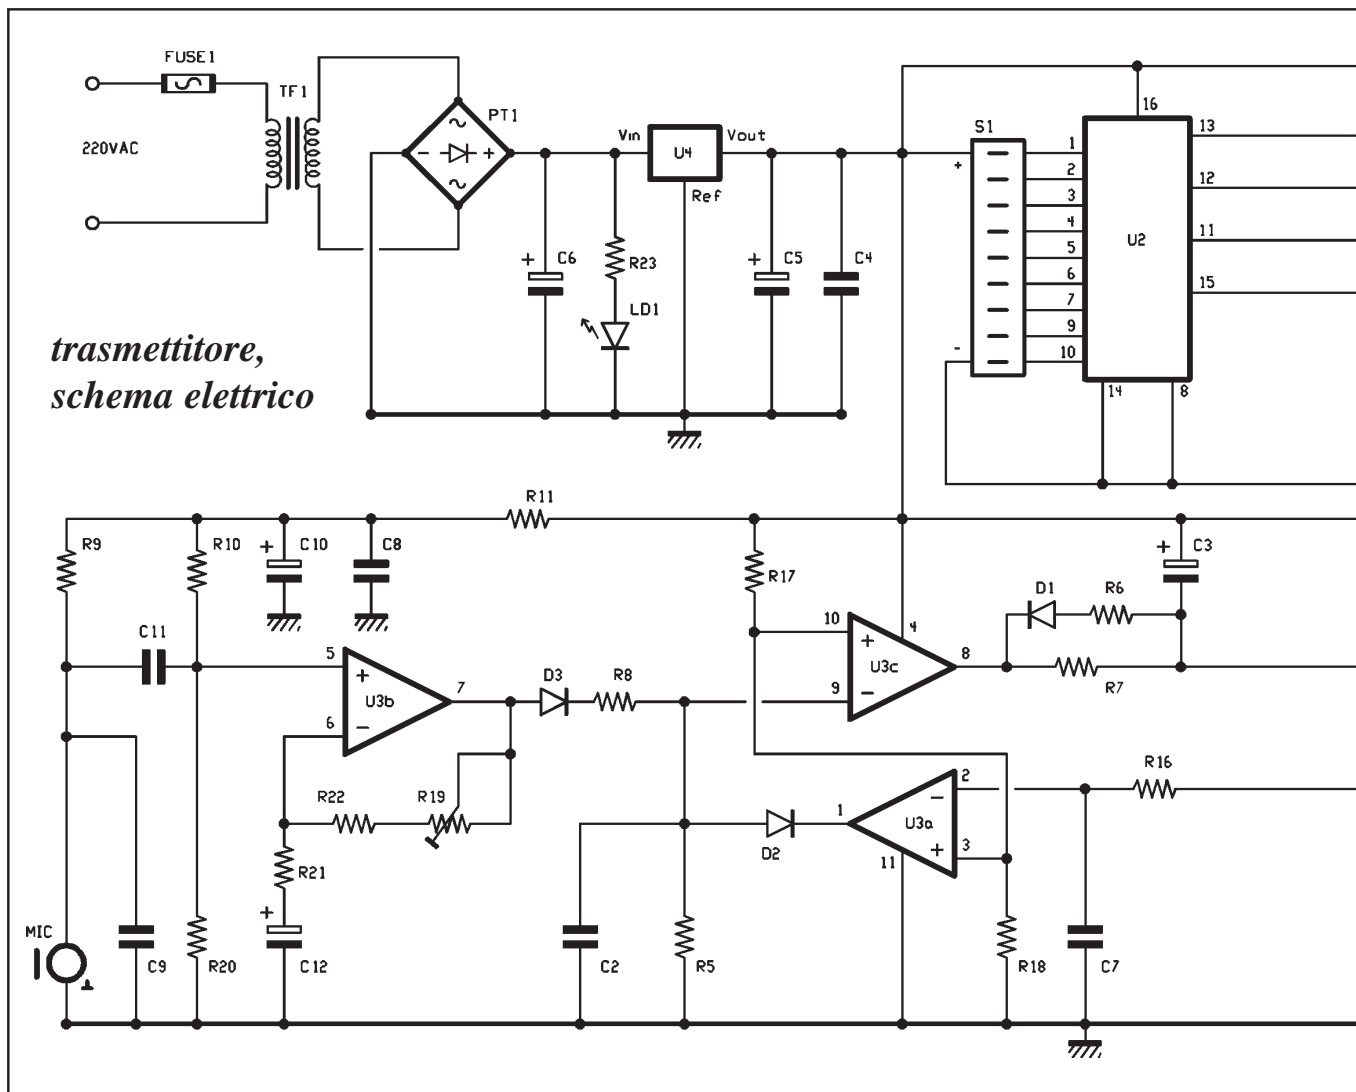 FUSE1
TF1
220VAC
PT1
~
- +
~
Vin
U4
Vout
Ref
+
C6
R23
LD1
+
C5
C4
S1
+
-
1
2
3
4
5
6
7
9
10
16
U2
13
12
11
15
14
8
trasmettitore,
schema elettrico
R9
R10
+
C10
C8
R11
R17
C11
5
+
U3b
6
-
7
D3
R8
10
+
U3c
9
-
4
8
D1
R6
R7
+
C3
R22
R19
R21
+
C12
MIC
C9
R20
C2
R5
D2
1
U3a
2
-
3
+
11
R16
R18
C7